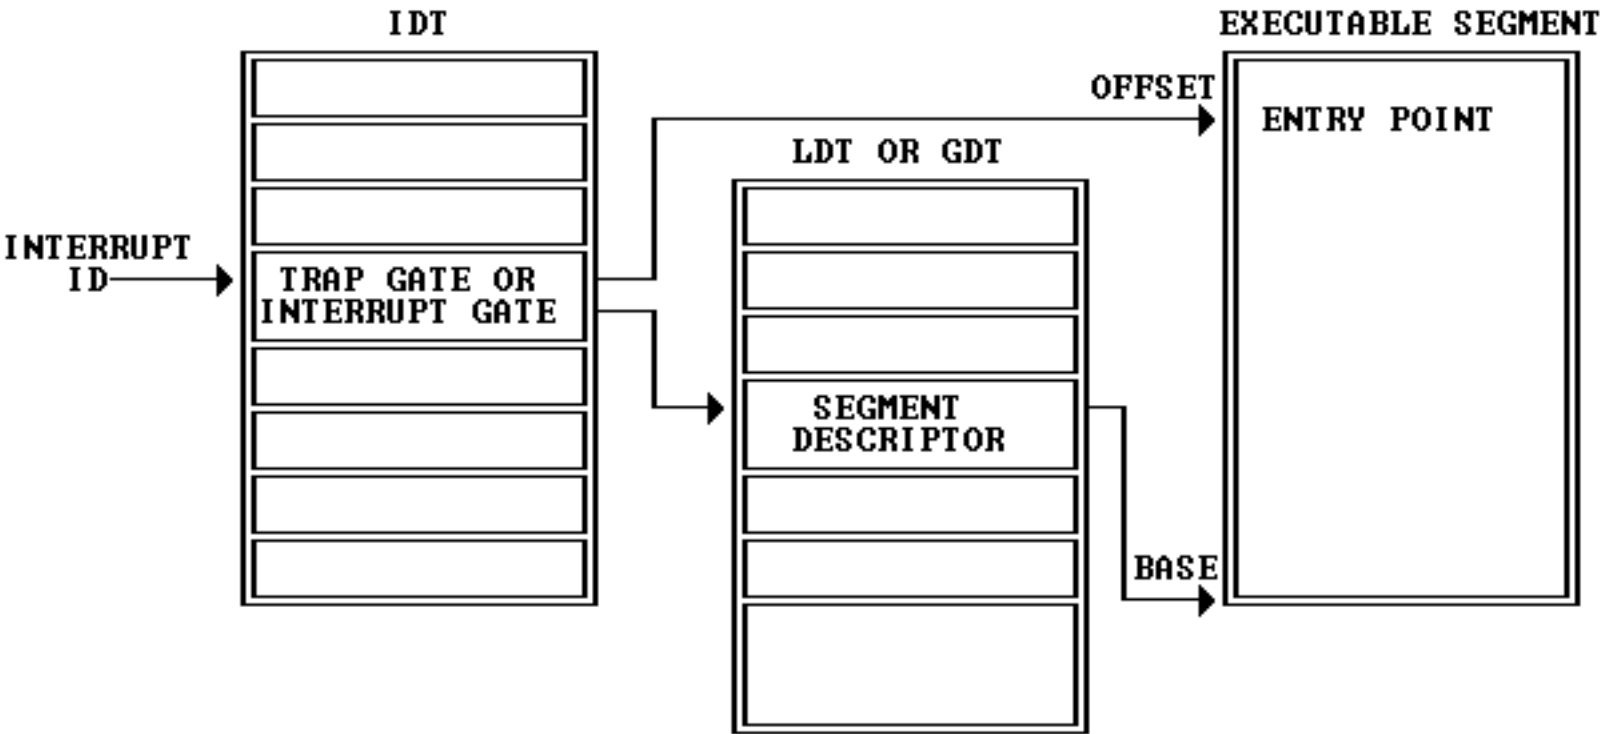 IDT
EXECUTABLE SEGMENT
OFFSET
ENTRY POINT
LDT OR GDT
INTERRUPT
ID
TRAP GATE OR
INTERRUPT GATE
SEGMENT
DESCRIPTOR
BASE